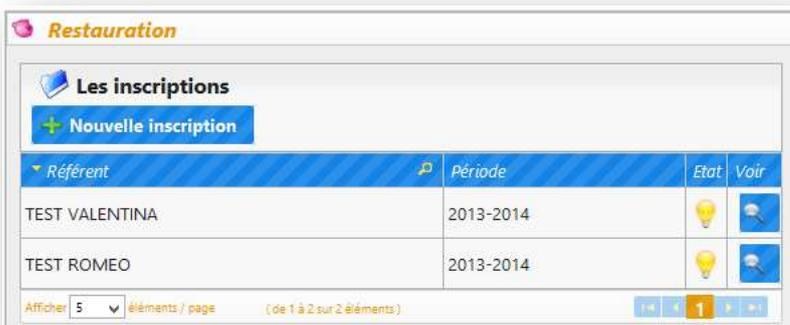 Restauration
Les inscriptions
Nouvelle inscription
Référent Période Etat Voir
TEST VALENTINA 2013-2014
TEST ROMEO 2013-2014
Afficher 5 éléments / page ( de 1 à 2 sur 2 éléments ) 1